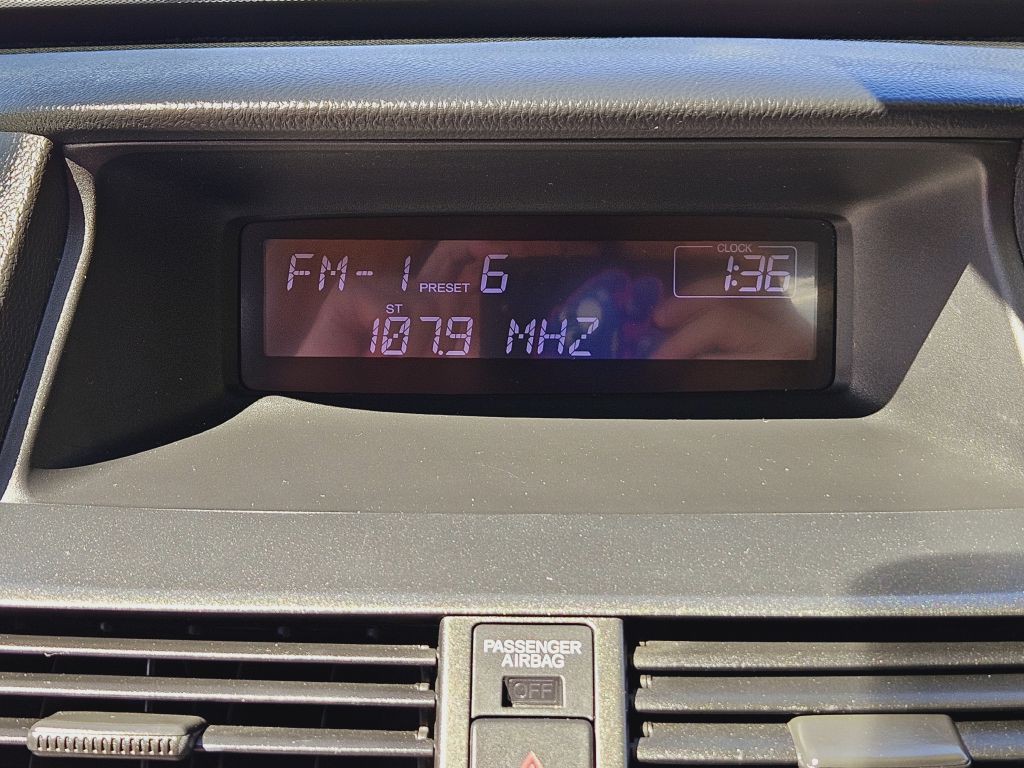 CLOCK
FM-1 PRESET 6 1:36
ST
107.9 MHZ
PASSENGER
AIRBAG
OFF